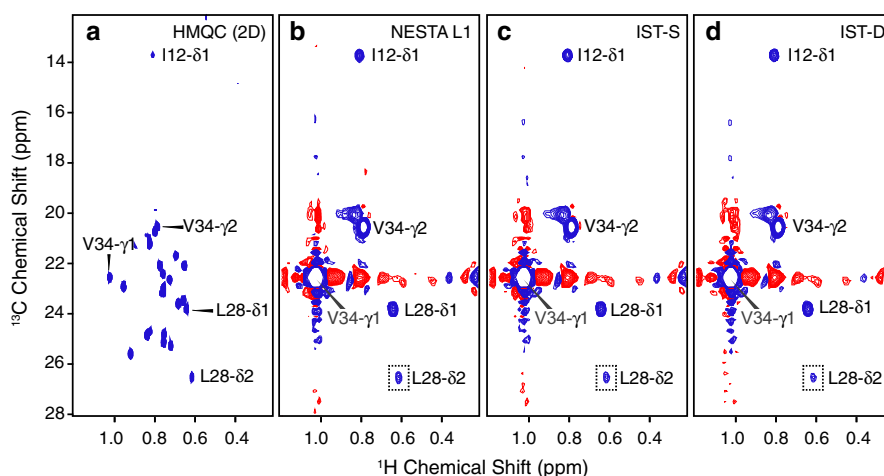 a HMQC (2D)
b NESTA L1
c IST-S
d IST-D
I12-δ1
I12-δ1
I12-δ1
I12-δ1
V34-γ2
V34-γ1
L28-δ1
L28-δ2
V34-γ2
L28-δ1
V34-γ1
L28-δ2
V34-γ2
L28-δ1
V34-γ1
L28-δ2
V34-γ2
L28-δ1
V34-γ1
L28-δ2
14
16
18
20
22
24
26
28
¹³C Chemical Shift (ppm)
1.0 0.8 0.6 0.4
1.0 0.8 0.6 0.4
1.0 0.8 0.6 0.4
1.0 0.8 0.6 0.4
¹H Chemical Shift (ppm)